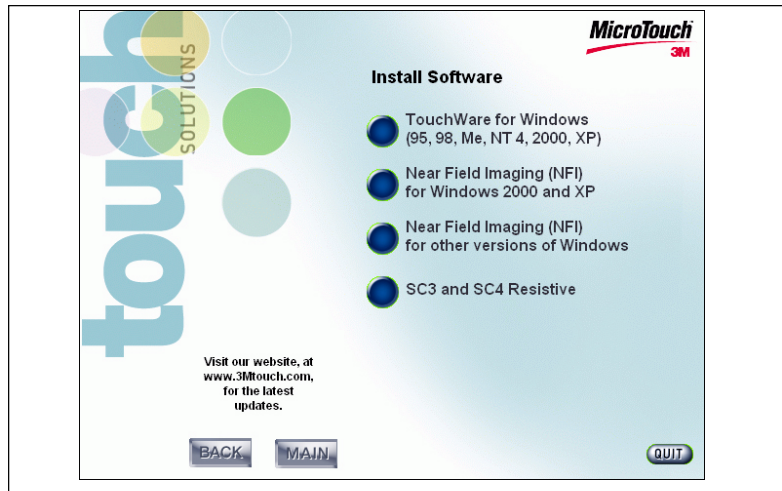 touch
SOLUTIONS
MicroTouch
3M
Install Software
TouchWare for Windows
(95, 98, Me, NT 4, 2000, XP)
Near Field Imaging (NFI)
for Windows 2000 and XP
Near Field Imaging (NFI)
for other versions of Windows
SC3 and SC4 Resistive
Visit our website, at
www.3Mtouch.com,
for the latest
updates.
BACK
MAIN
QUIT